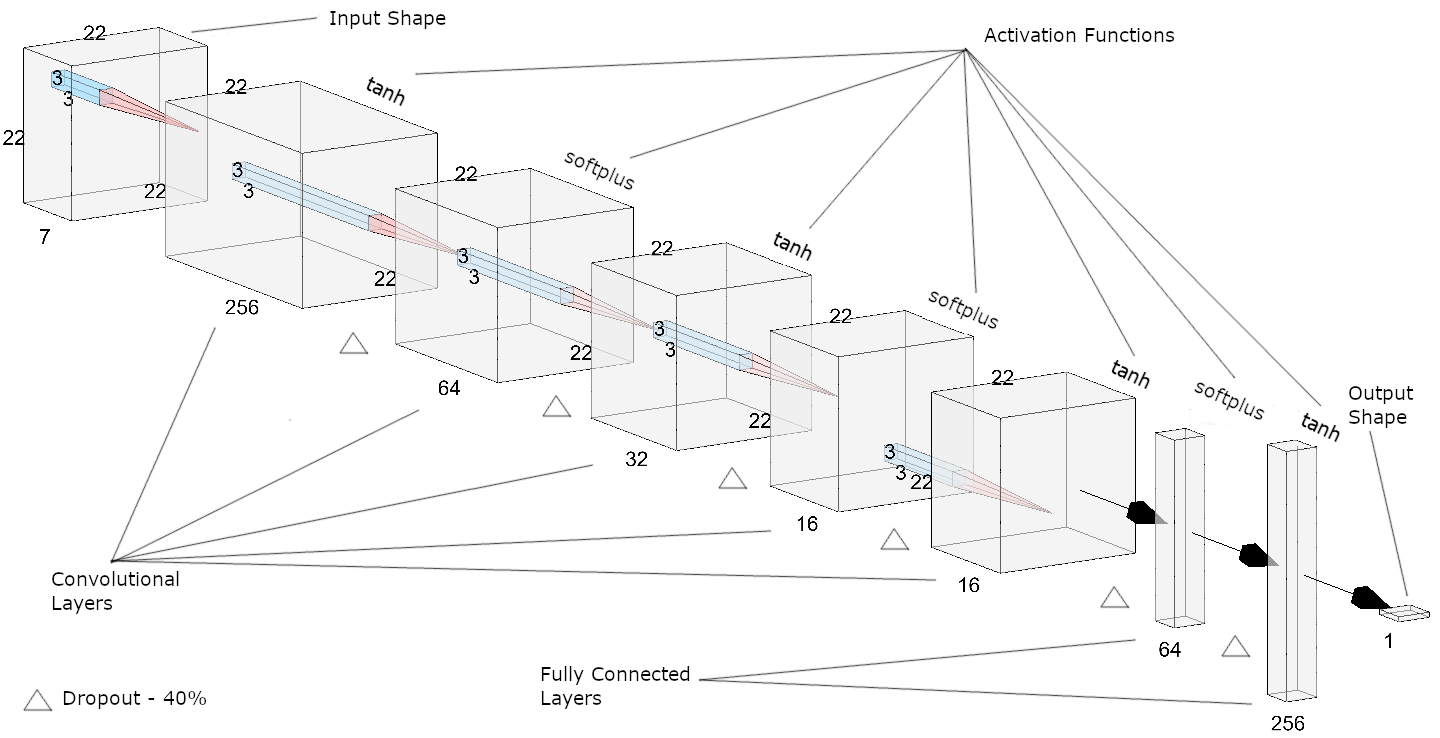 Input Shape
Activation Functions
22
3
3
22
22
7
22
tanh
3
3
22
256
22
softplus
3
3
22
64
22
tanh
3
3
22
32
22
softplus
3
3
22
16
22
tanh
16
softplus
64
tanh
256
Output
Shape
1
Convolutional
Layers
Fully Connected
Layers
Dropout - 40%